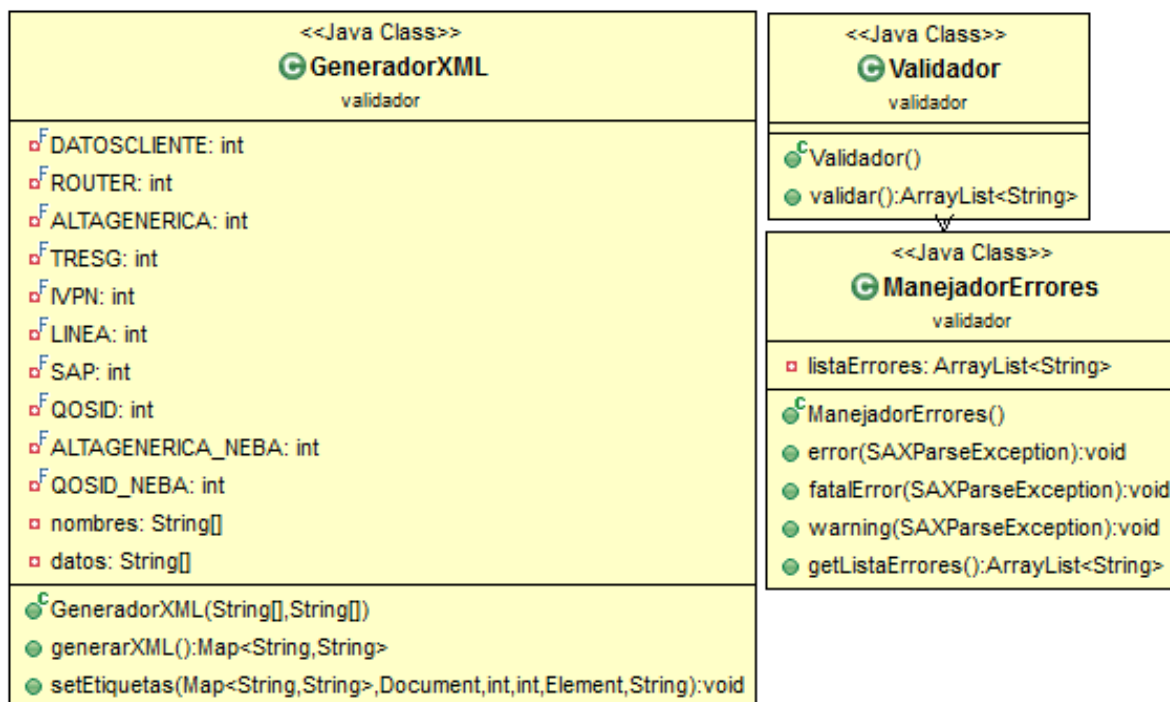 <<Java Class>>
GeneradorXML
validador
DATOSCLIENTE: int
ROUTER: int
ALTAGENERICA: int
TRESG: int
IVPN: int
LINEA: int
SAP: int
QOSID: int
ALTAGENERICA_NEBA: int
QOSID_NEBA: int
nombres: String[]
datos: String[]
GeneradorXML(String[],String[])
generarXML():Map<String,String>
setEtiquetas(Map<String,String>,Document,int,int,Element,String):void
<<Java Class>>
Validador
validador
Validador()
validar():ArrayList<String>
<<Java Class>>
ManejadorErrores
validador
listaErrores: ArrayList<String>
ManejadorErrores()
error(SAXParseException):void
fatalError(SAXParseException):void
warning(SAXParseException):void
getListaErrores():ArrayList<String>